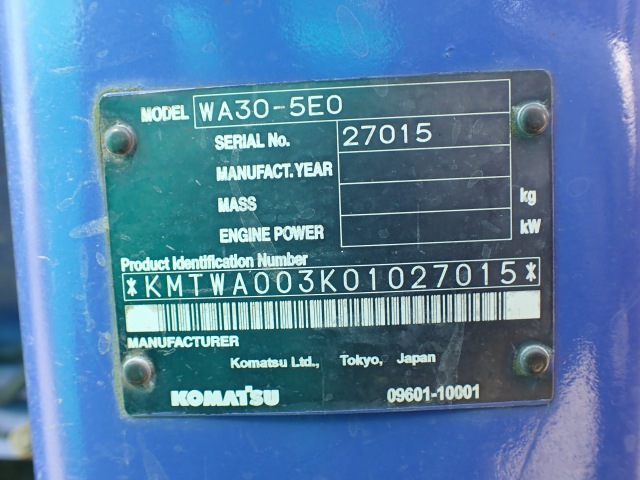 MODEL WA30-5E0
SERIAL No. 27015
MANUFACT. YEAR
MASS kg
ENGINE POWER kW
Product Identification Number
*KMTWA003K01027015*
MANUFACTURER
Komatsu Ltd., Tokyo, Japan
KOMATSU 09601-10001